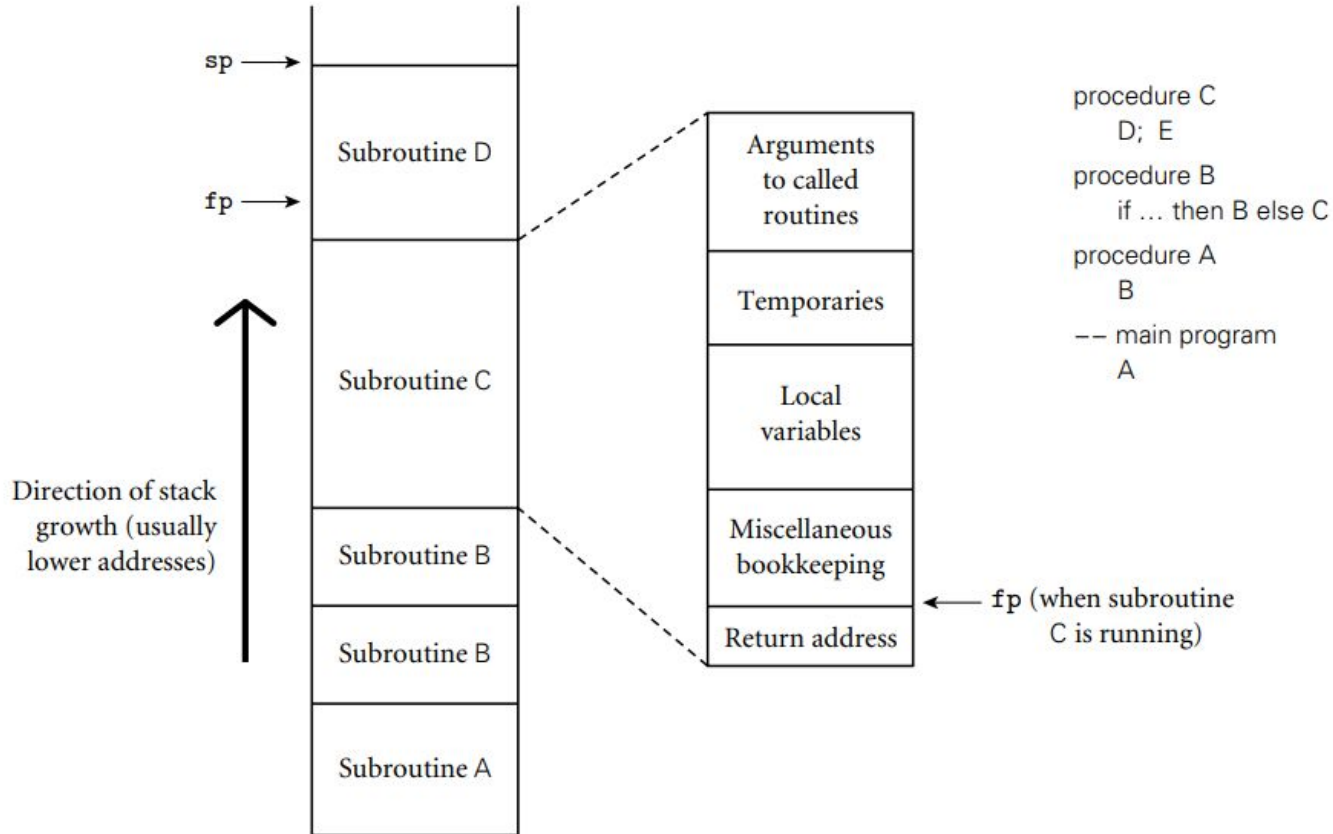 sp
Subroutine D
fp
Subroutine C
Direction of stack
growth (usually
lower addresses)
Subroutine B
Subroutine B
Subroutine A
Arguments
to called
routines
Temporaries
Local
variables
Miscellaneous
bookkeeping
Return address
fp (when subroutine
C is running)
procedure C
D; E
procedure B
if ... then B else C
procedure A
B
-- main program
A